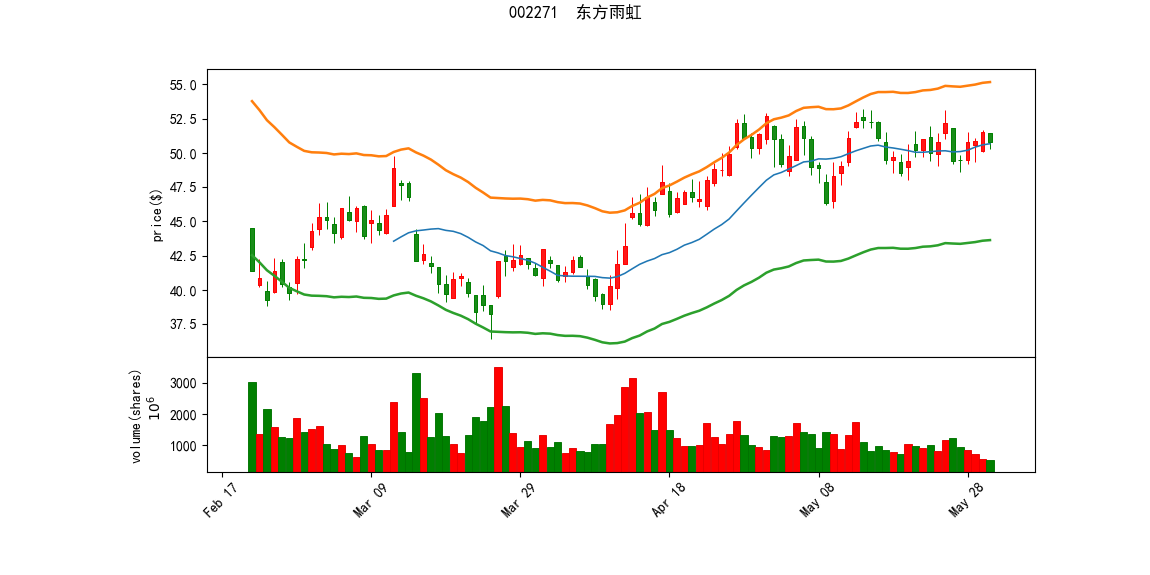 002271 东方雨虹
price($)
55.0
52.5
50.0
47.5
45.0
42.5
40.0
37.5
volume(shares)
10^6
3000
2000
1000
Feb 17
Mar 09
Mar 29
Apr 18
May 08
May 28